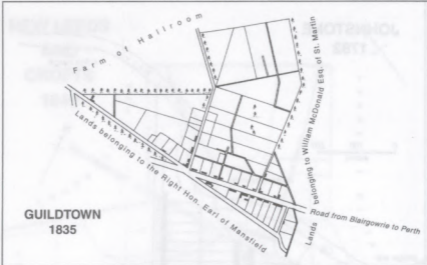 Farm of Hallroom
Lands belonging to William McDonald Esq. of St. Martin
Lands belonging to the Right Hon. Earl of Mansfield
Road from Blairgowrie to Perth
GUILDTOWN
1835
JOHNSTONE